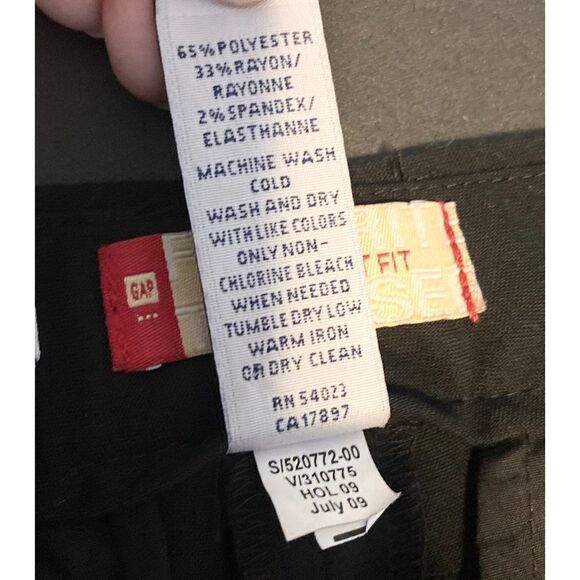 65% POLYESTER
33% RAYON/
RAYONNE
2% SPANDEX/
ELASTHANNE
MACHINE WASH
COLD
WASH AND DRY
WITH LIKE COLORS
ONLY NON-
CHLORINE BLEACH
WHEN NEEDED
TUMBLE DRY LOW
WARM IRON
OR DRY CLEAN
RN 54023
CA17897
GAP
FIT
S/520772-00
V/310775
HOL 09
July 09